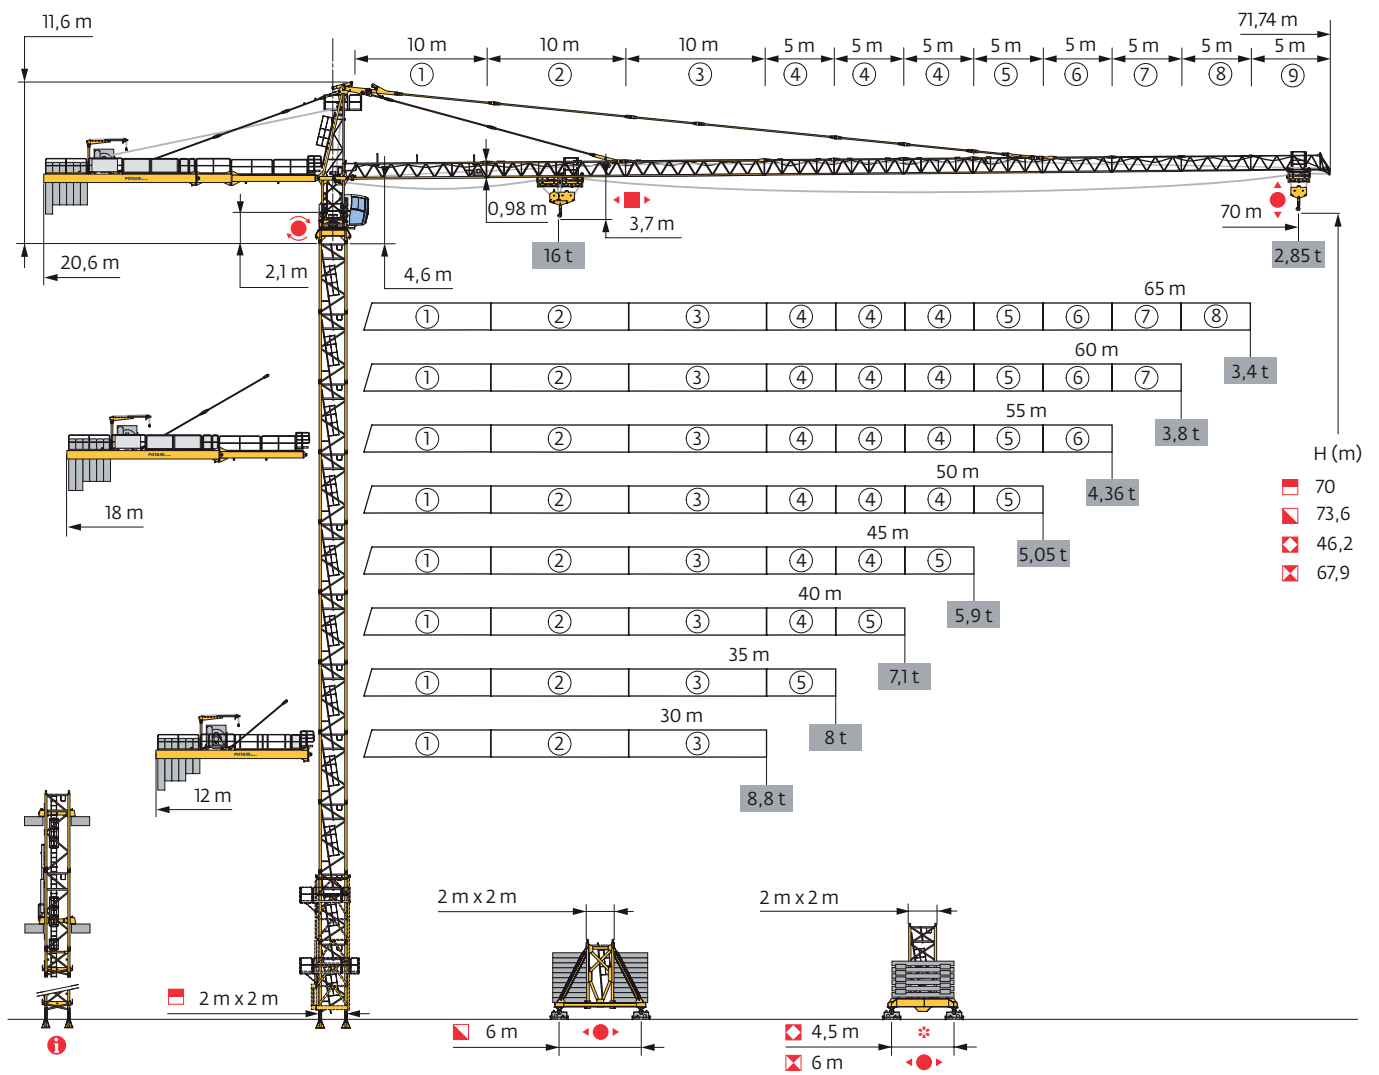 11,6 m
71,74 m
10 m
10 m
10 m
5 m
5 m
5 m
5 m
5 m
5 m
5 m
5 m
1
2
3
4
4
4
5
6
7
8
9
POTAIN
0,98 m
3,7 m
70 m
16 t
2,85 t
20,6 m
2,1 m
4,6 m
65 m
1 2 3 4 4 4 5 6 7 8
3,4 t
60 m
1 2 3 4 4 4 5 6 7
3,8 t
55 m
1 2 3 4 4 4 5 6
4,36 t
POTAIN
18 m
50 m
1 2 3 4 4 4 5
5,05 t
45 m
1 2 3 4 4 5
5,9 t
40 m
1 2 3 4 5
7,1 t
35 m
1 2 3 5
8 t
30 m
1 2 3
8,8 t
H (m)
70
73,6
46,2
67,9
POTAIN
12 m
2 m x 2 m
2 m x 2 m
2 m x 2 m
6 m
4,5 m
6 m
i